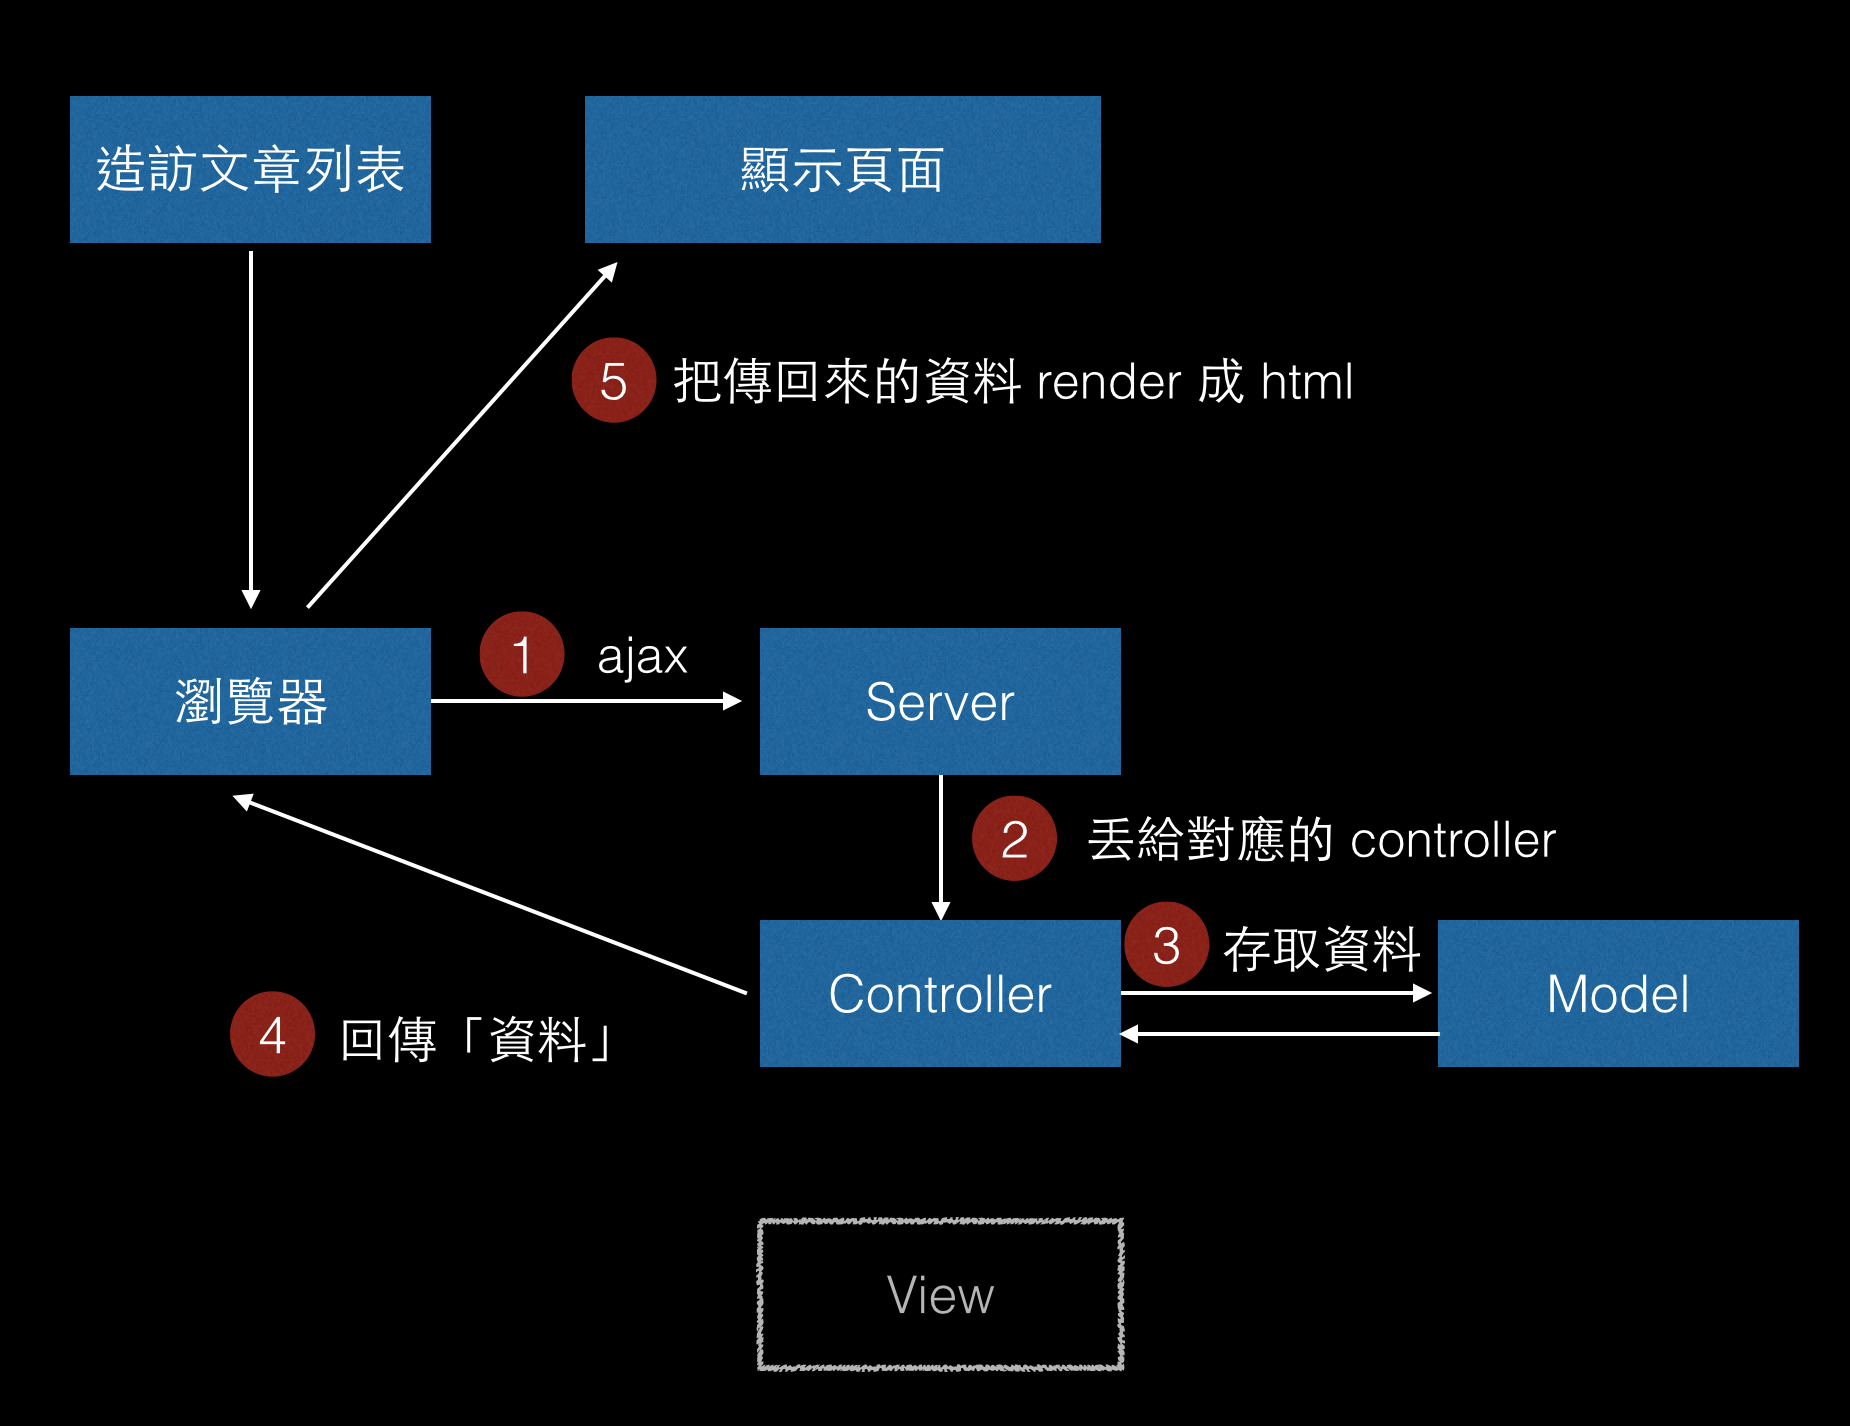 造訪文章列表
顯示頁面
5 把傳回來的資料 render 成 html
1 ajax
瀏覽器
Server
2 丟給對應的 controller
3 存取資料
Controller
Model
4 回傳「資料」
View